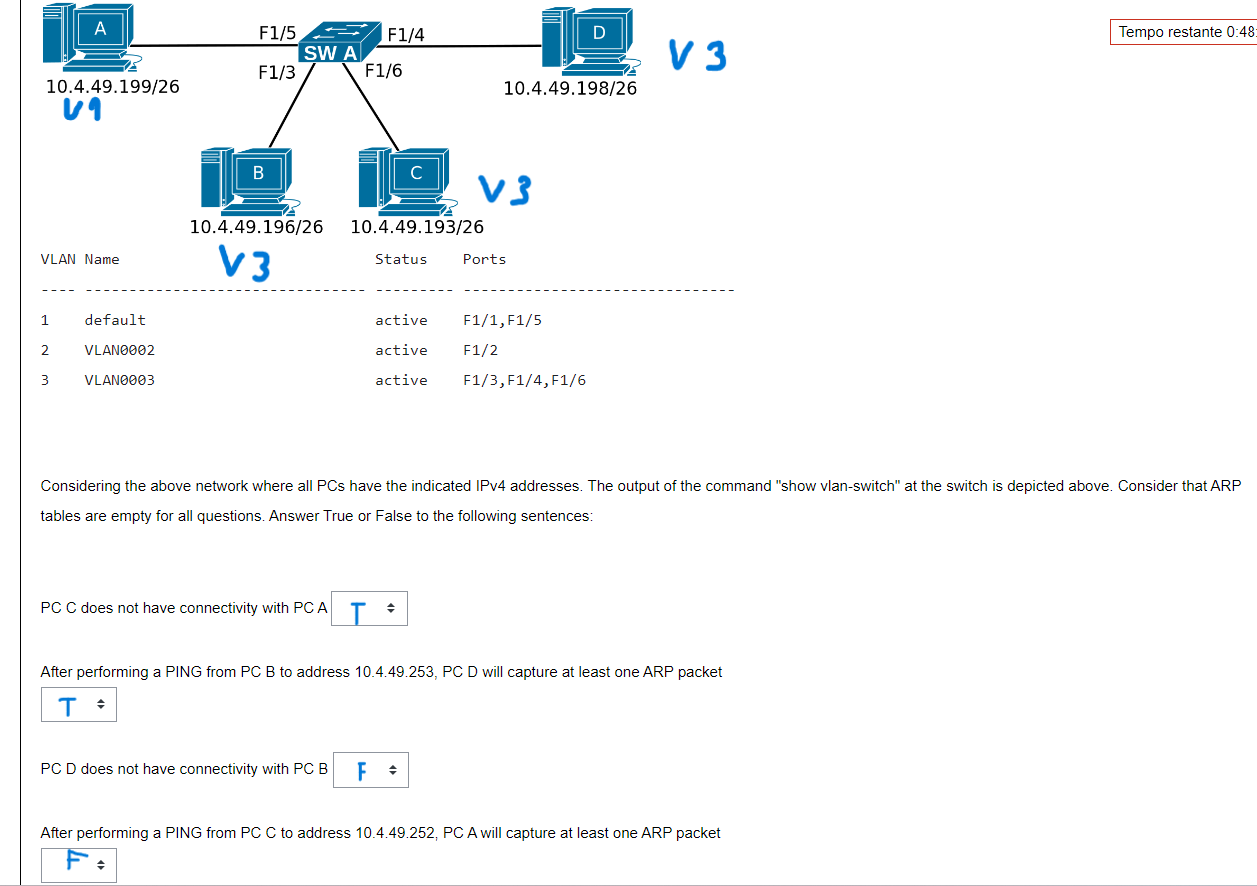 A F1/5 F1/4 D Tempo restante 0:48:
SW A V 3
F1/3 F1/6
10.4.49.199/26 10.4.49.198/26
V1
B C V3
10.4.49.196/26 10.4.49.193/26
V3
VLAN Name Status Ports
---- -------------------------------- --------- -------------------------------
1 default active F1/1,F1/5
2 VLAN0002 active F1/2
3 VLAN0003 active F1/3,F1/4,F1/6
Considering the above network where all PCs have the indicated IPv4 addresses. The output of the command "show vlan-switch" at the switch is depicted above. Consider that ARP
tables are empty for all questions. Answer True or False to the following sentences:
PC C does not have connectivity with PC A T
After performing a PING from PC B to address 10.4.49.253, PC D will capture at least one ARP packet
T
PC D does not have connectivity with PC B F
After performing a PING from PC C to address 10.4.49.252, PC A will capture at least one ARP packet
F